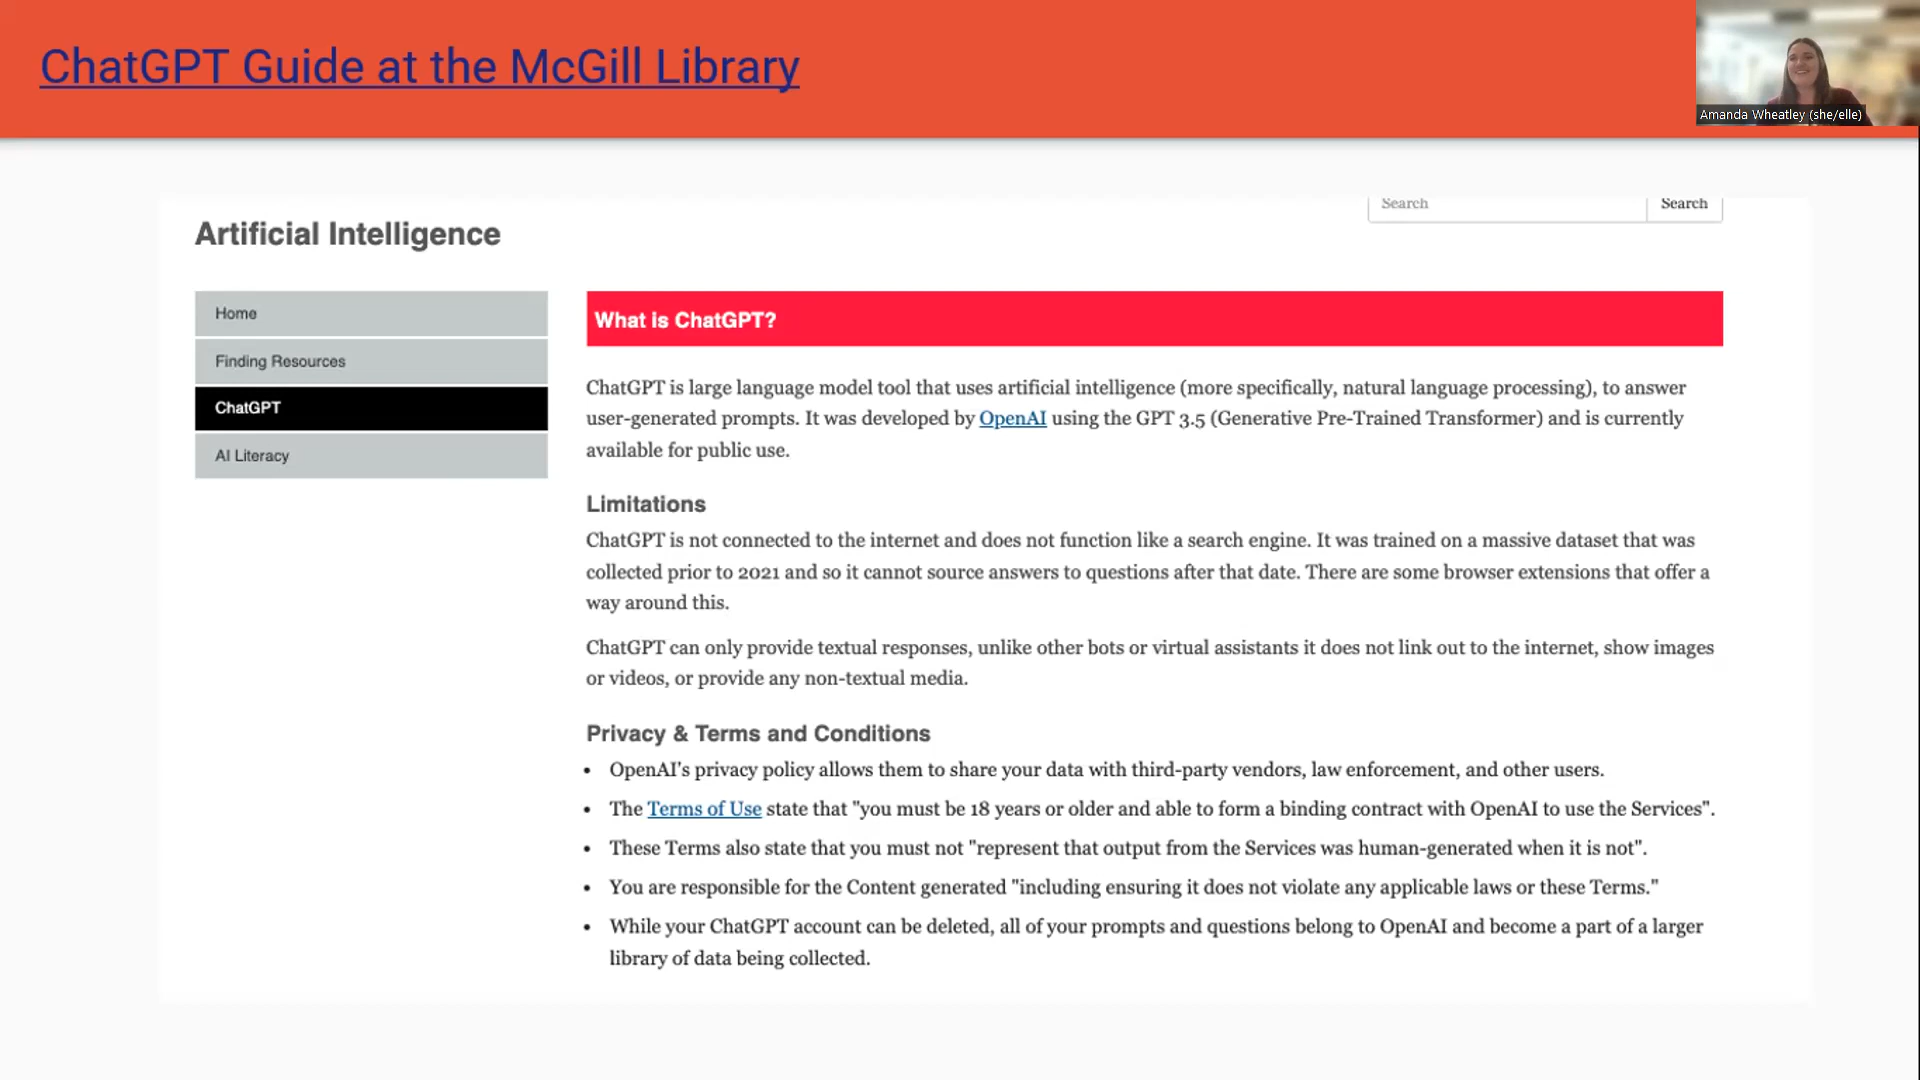 ChatGPT Guide at the McGill Library
Amanda Wheatley (she/elle)
Search
Search
Artificial Intelligence
Home
Finding Resources
ChatGPT
AI Literacy
What is ChatGPT?
ChatGPT is large language model tool that uses artificial intelligence (more specifically, natural language processing), to answer
user-generated prompts. It was developed by OpenAI using the GPT 3.5 (Generative Pre-Trained Transformer) and is currently
available for public use.
Limitations
ChatGPT is not connected to the internet and does not function like a search engine. It was trained on a massive dataset that was
collected prior to 2021 and so it cannot source answers to questions after that date. There are some browser extensions that offer a
way around this.
ChatGPT can only provide textual responses, unlike other bots or virtual assistants it does not link out to the internet, show images
or videos, or provide any non-textual media.
Privacy & Terms and Conditions
• OpenAI's privacy policy allows them to share your data with third-party vendors, law enforcement, and other users.
• The Terms of Use state that "you must be 18 years or older and able to form a binding contract with OpenAI to use the Services".
• These Terms also state that you must not "represent that output from the Services was human-generated when it is not".
• You are responsible for the Content generated "including ensuring it does not violate any applicable laws or these Terms."
• While your ChatGPT account can be deleted, all of your prompts and questions belong to OpenAI and become a part of a larger
library of data being collected.